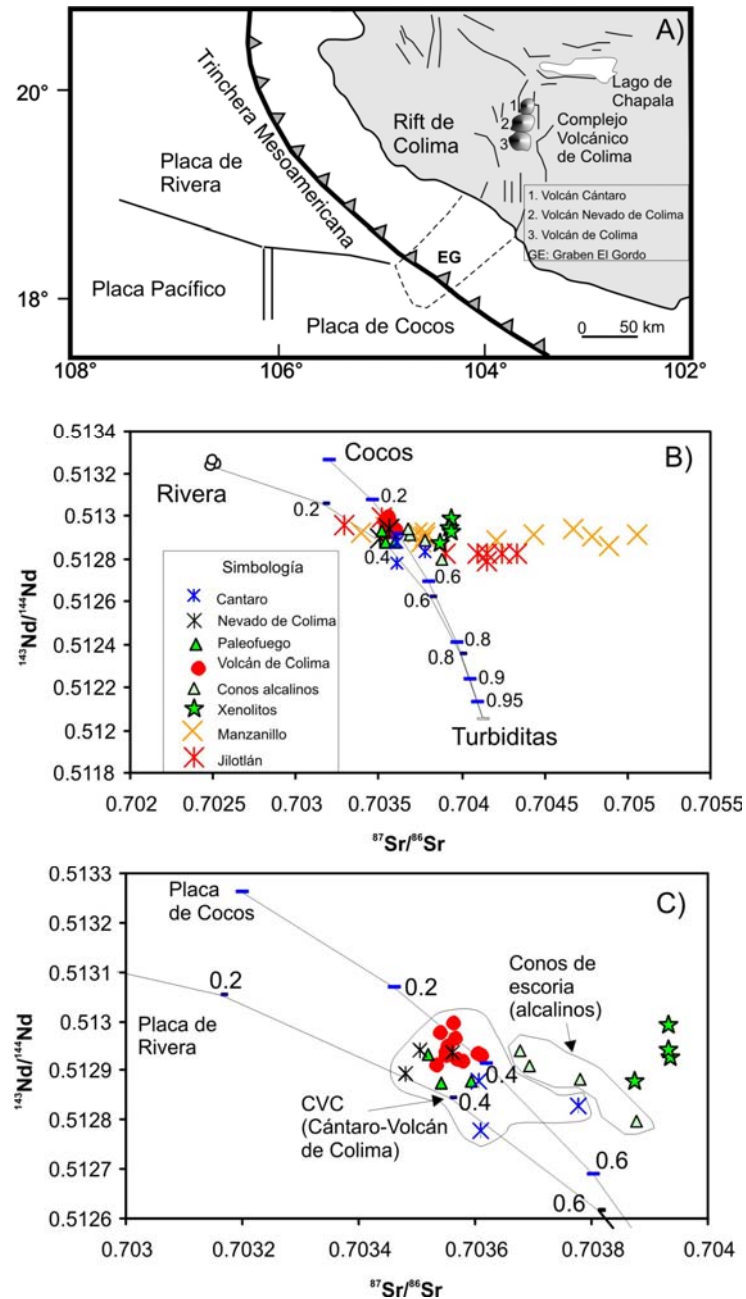 A)
20°
18°
108°
106°
104°
102°
Trinchera Mesoamericana
Placa de
Rivera
Placa Pacífico
Placa de Cocos
EG
Rift de
Colima
Lago de
Chapala
Complejo
Volcánico
de Colima
1
2
3
1. Volcán Cántaro
2. Volcán Nevado de Colima
3. Volcán de Colima
GE: Graben El Gordo
0 50 km
B)
0.5134
0.5132
0.513
0.5128
0.5126
0.5124
0.5122
0.512
0.5118
¹⁴³Nd/¹⁴⁴Nd
Cocos
Rivera
0.2
0.2
0.4
0.6
0.6
0.8
0.8
0.9
0.95
Turbiditas
Simbología
Cantaro
Nevado de Colima
Paleofuego
Volcán de Colima
Conos alcalinos
Xenolitos
Manzanillo
Jilotlán
0.702 0.7025 0.703 0.7035 0.704 0.7045 0.705 0.7055
⁸⁷Sr/⁸⁶Sr
C)
0.5133
0.5132
0.5131
0.513
0.5129
0.5128
0.5127
0.5126
¹⁴³Nd/¹⁴⁴Nd
Placa
de Cocos
0.2
0.2
Placa de
Rivera
Conos de
escoria
(alcalinos)
0.4
0.4
CVC
(Cántaro-Volcán
de Colima)
0.6
0.6
0.703 0.7032 0.7034 0.7036 0.7038 0.704
⁸⁷Sr/⁸⁶Sr